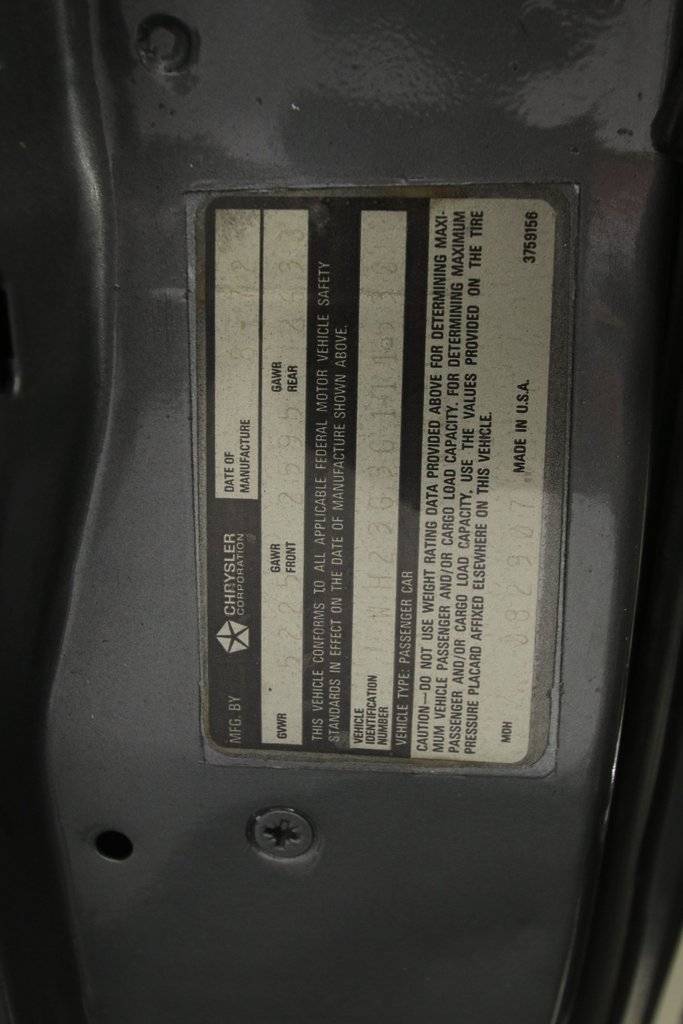 MFG. BY CHRYSLER CORPORATION
DATE OF MANUFACTURE
GVWR 5225 GAWR FRONT 2595 GAWR REAR
THIS VEHICLE CONFORMS TO ALL APPLICABLE FEDERAL MOTOR VEHICLE SAFETY
STANDARDS IN EFFECT ON THE DATE OF MANUFACTURE SHOWN ABOVE.
VEHICLE IDENTIFICATION NUMBER
VEHICLE TYPE: PASSENGER CAR
CAUTION—DO NOT USE WEIGHT RATING DATA PROVIDED ABOVE FOR DETERMINING MAXI-
MUM VEHICLE PASSENGER AND/OR CARGO LOAD CAPACITY. FOR DETERMINING MAXIMUM
PASSENGER AND/OR CARGO LOAD CAPACITY, USE THE VALUES PROVIDED ON THE TIRE
PRESSURE PLACARD AFFIXED ELSEWHERE ON THIS VEHICLE.
MDH MADE IN U.S.A. 3759156